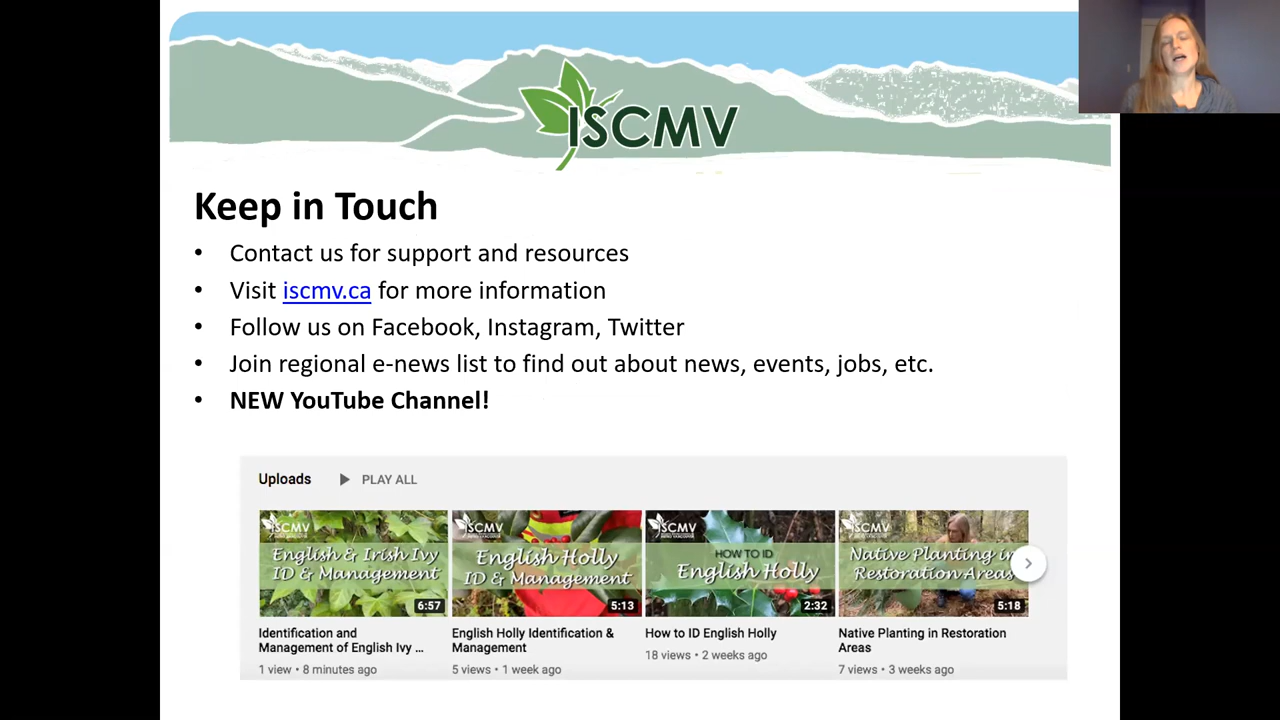 ISCMV
Keep in Touch
• Contact us for support and resources
• Visit iscmv.ca for more information
• Follow us on Facebook, Instagram, Twitter
• Join regional e-news list to find out about news, events, jobs, etc.
• NEW YouTube Channel!
Uploads PLAY ALL
ISCMV
English & Irish Ivy
ID & Management
6:57
ISCMV
English Holly
ID & Management
5:13
ISCMV
HOW TO ID
English Holly
2:32
ISCMV
Native Planting in
Restoration Areas
5:18
Identification and
Management of English Ivy ...
1 view • 8 minutes ago
English Holly Identification &
Management
5 views • 1 week ago
How to ID English Holly
18 views • 2 weeks ago
Native Planting in Restoration
Areas
7 views • 3 weeks ago